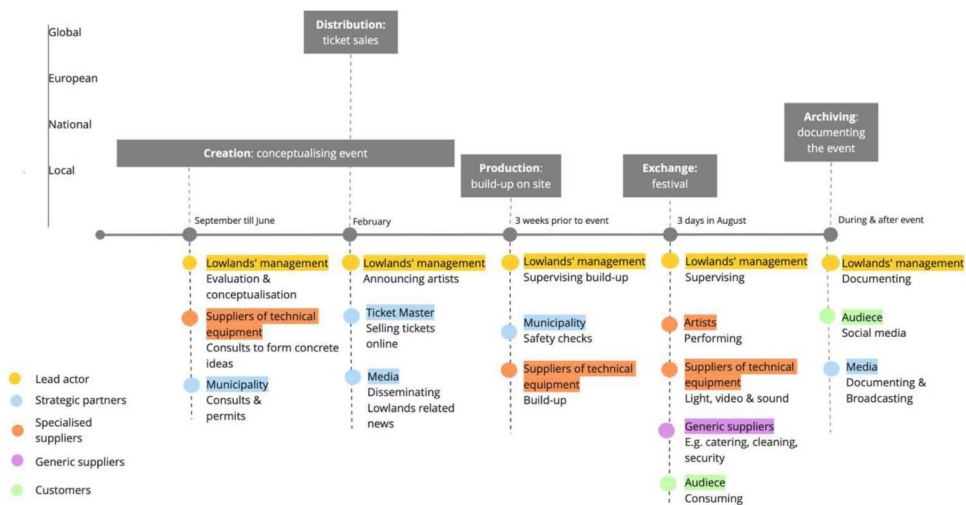 Global
European
National
Local
Distribution:
ticket sales
Creation: conceptualising event
Production:
build-up on site
Exchange:
festival
Archiving:
documenting
the event
September till June
February
3 weeks prior to event
3 days in August
During & after event
Lowlands' management
Evaluation &
conceptualisation
Suppliers of technical
equipment
Consults to form concrete
ideas
Municipality
Consults &
permits
Lowlands' management
Announcing artists
Ticket Master
Selling tickets
online
Media
Disseminating
Lowlands related
news
Lowlands' management
Supervising build-up
Municipality
Safety checks
Suppliers of technical
equipment
Build-up
Lowlands' management
Supervising
Artists
Performing
Suppliers of technical
equipment
Light, video & sound
Generic suppliers
E.g. catering, cleaning,
security
Audiece
Consuming
Lowlands' management
Documenting
Audiece
Social media
Media
Documenting &
Broadcasting
Lead actor
Strategic partners
Specialised
suppliers
Generic suppliers
Customers